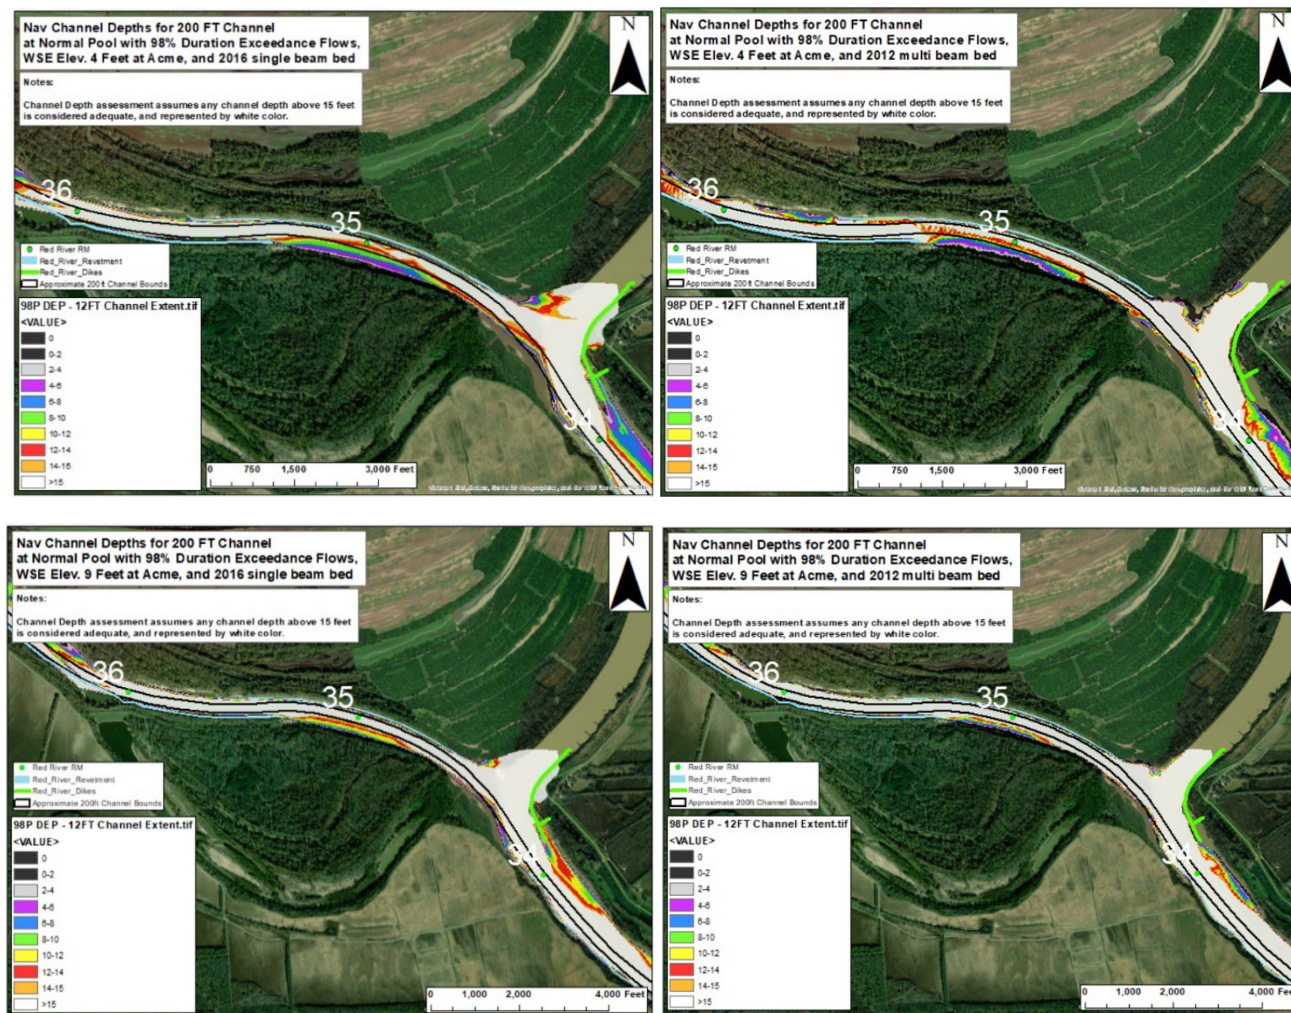 Nav Channel Depths for 200 FT Channel
at Normal Pool with 98% Duration Exceedance Flows,
WSE Elev. 4 Feet at Acme, and 2016 single beam bed
Notes:
Channel Depth assessment assumes any channel depth above 15 feet
is considered adequate, and represented by white color.
N
36
35
34
Red River RM
Red_River_Revetment
Red_River_Dikes
Approximate 200ft Channel Bounds
98P DEP - 12FT Channel Extent.tif
<VALUE>
0
0-2
2-4
4-6
6-8
8-10
10-12
12-14
14-15
>15
0 750 1,500 3,000 Feet
Nav Channel Depths for 200 FT Channel
at Normal Pool with 98% Duration Exceedance Flows,
WSE Elev. 4 Feet at Acme, and 2012 multi beam bed
Notes:
Channel Depth assessment assumes any channel depth above 15 feet
is considered adequate, and represented by white color.
N
36
35
34
Red River RM
Red_River_Revetment
Red_River_Dikes
Approximate 200ft Channel Bounds
98P DEP - 12FT Channel Extent.tif
<VALUE>
0
0-2
2-4
4-6
6-8
8-10
10-12
12-14
14-15
>15
0 750 1,500 3,000 Feet
Nav Channel Depths for 200 FT Channel
at Normal Pool with 98% Duration Exceedance Flows,
WSE Elev. 9 Feet at Acme, and 2016 single beam bed
Notes:
Channel Depth assessment assumes any channel depth above 15 feet
is considered adequate, and represented by white color.
N
36
35
34
Red River RM
Red_River_Revetment
Red_River_Dikes
Approximate 200ft Channel Bounds
98P DEP - 12FT Channel Extent.tif
<VALUE>
0
0-2
2-4
4-6
6-8
8-10
10-12
12-14
14-15
>15
0 1,000 2,000 4,000 Feet
Nav Channel Depths for 200 FT Channel
at Normal Pool with 98% Duration Exceedance Flows,
WSE Elev. 9 Feet at Acme, and 2012 multi beam bed
Notes:
Channel Depth assessment assumes any channel depth above 15 feet
is considered adequate, and represented by white color.
N
36
35
34
Red River RM
Red_River_Revetment
Red_River_Dikes
Approximate 200ft Channel Bounds
98P DEP - 12FT Channel Extent.tif
<VALUE>
0
0-2
2-4
4-6
6-8
8-10
10-12
12-14
14-15
>15
0 1,000 2,000 4,000 Feet